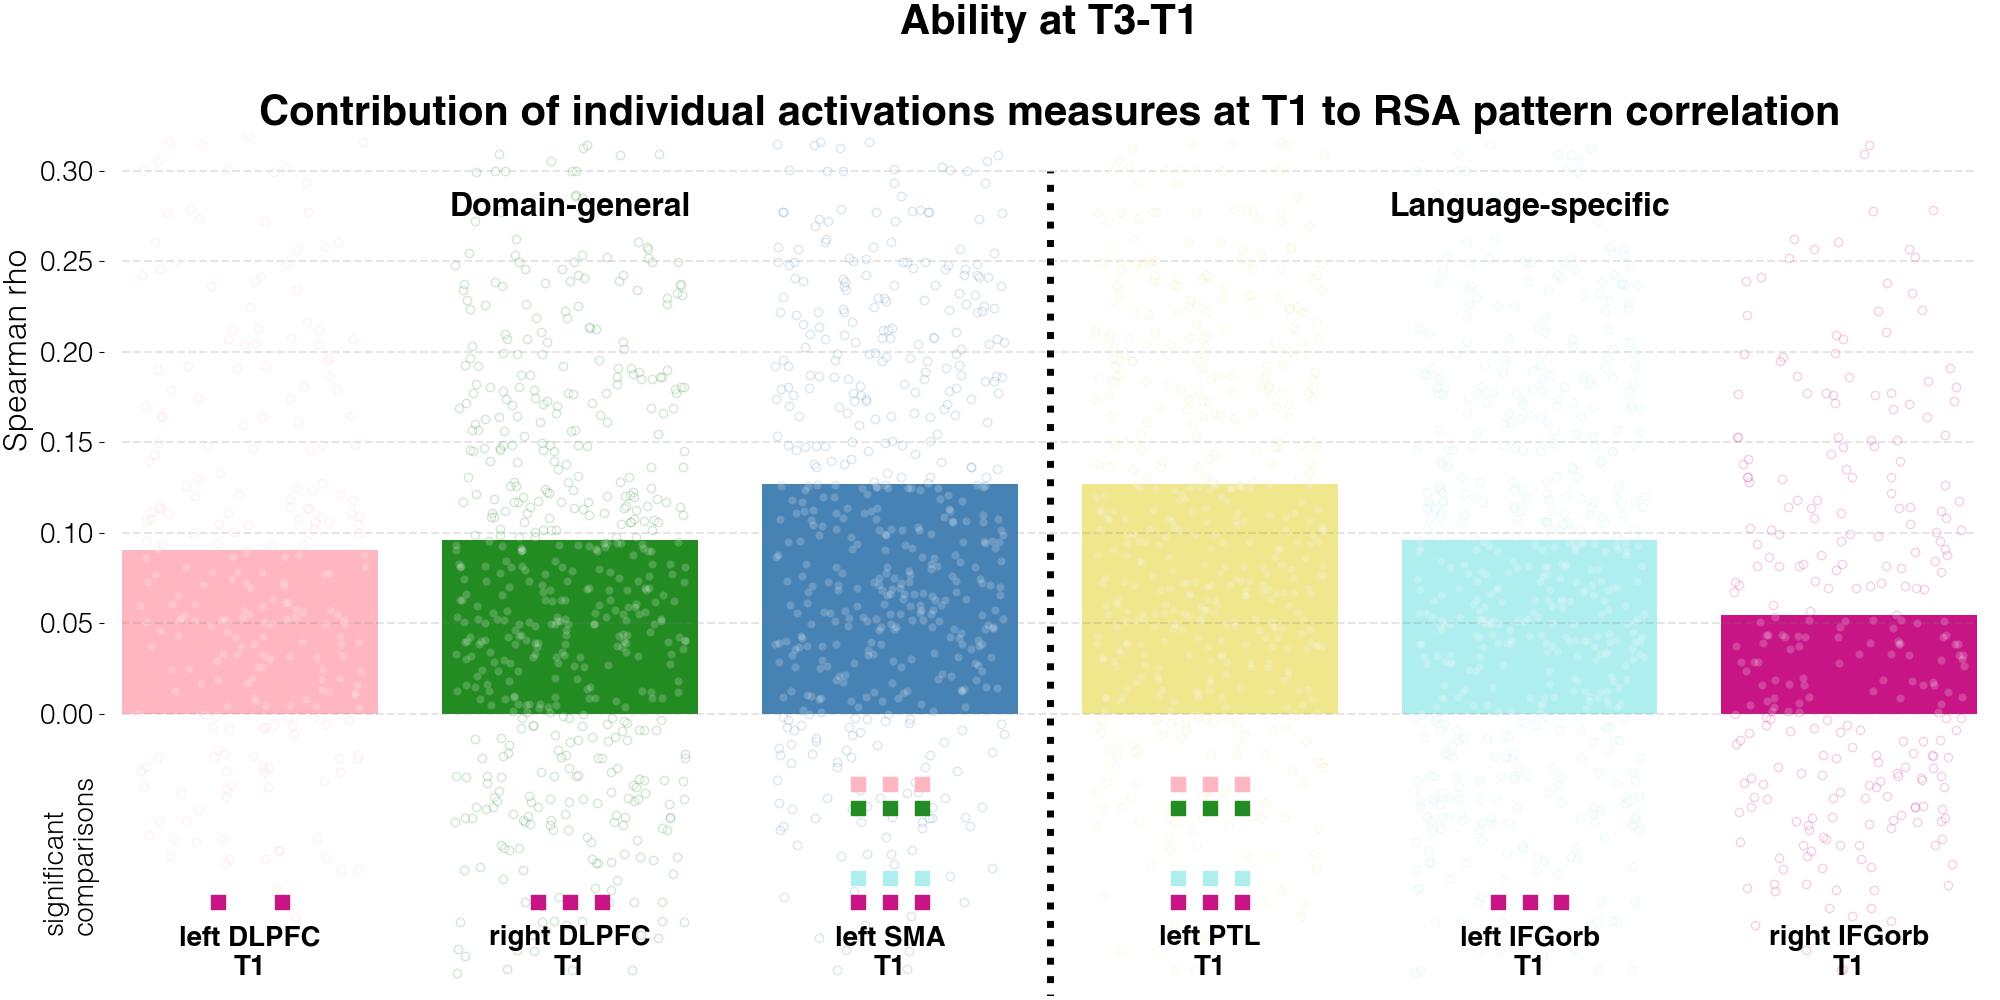 Ability at T3-T1
Contribution of individual activations measures at T1 to RSA pattern correlation
Spearman rho
0.30
0.25
0.20
0.15
0.10
0.05
0.00
Domain-general
Language-specific
significant
comparisons
left DLPFC
T1
right DLPFC
T1
left SMA
T1
left PTL
T1
left IFGorb
T1
right IFGorb
T1